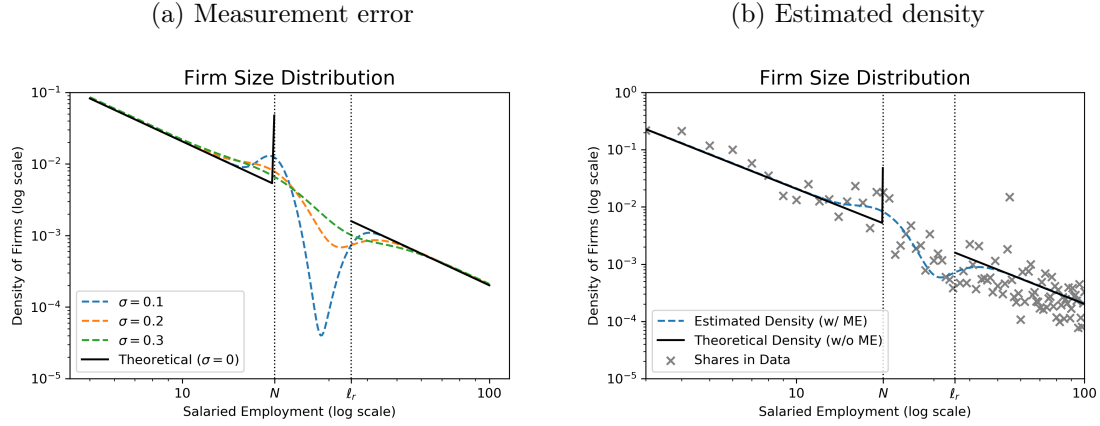 (a) Measurement error
Firm Size Distribution
Density of Firms (log scale)
10⁻¹
10⁻²
10⁻³
10⁻⁴
10⁻⁵
σ = 0.1
σ = 0.2
σ = 0.3
Theoretical (σ = 0)
10
N
ℓᵣ
100
Salaried Employment (log scale)
(b) Estimated density
Firm Size Distribution
Density of Firms (log scale)
10⁰
10⁻¹
10⁻²
10⁻³
10⁻⁴
10⁻⁵
Estimated Density (w/ ME)
Theoretical Density (w/o ME)
Shares in Data
10
N
ℓᵣ
100
Salaried Employment (log scale)